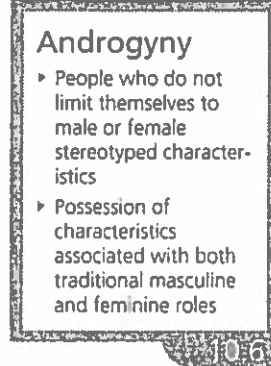 Androgyny
▸ People who do not
limit themselves to
male or female
stereotyped character-
istics
▸ Possession of
characteristics
associated with both
traditional masculine
and feminine roles
106